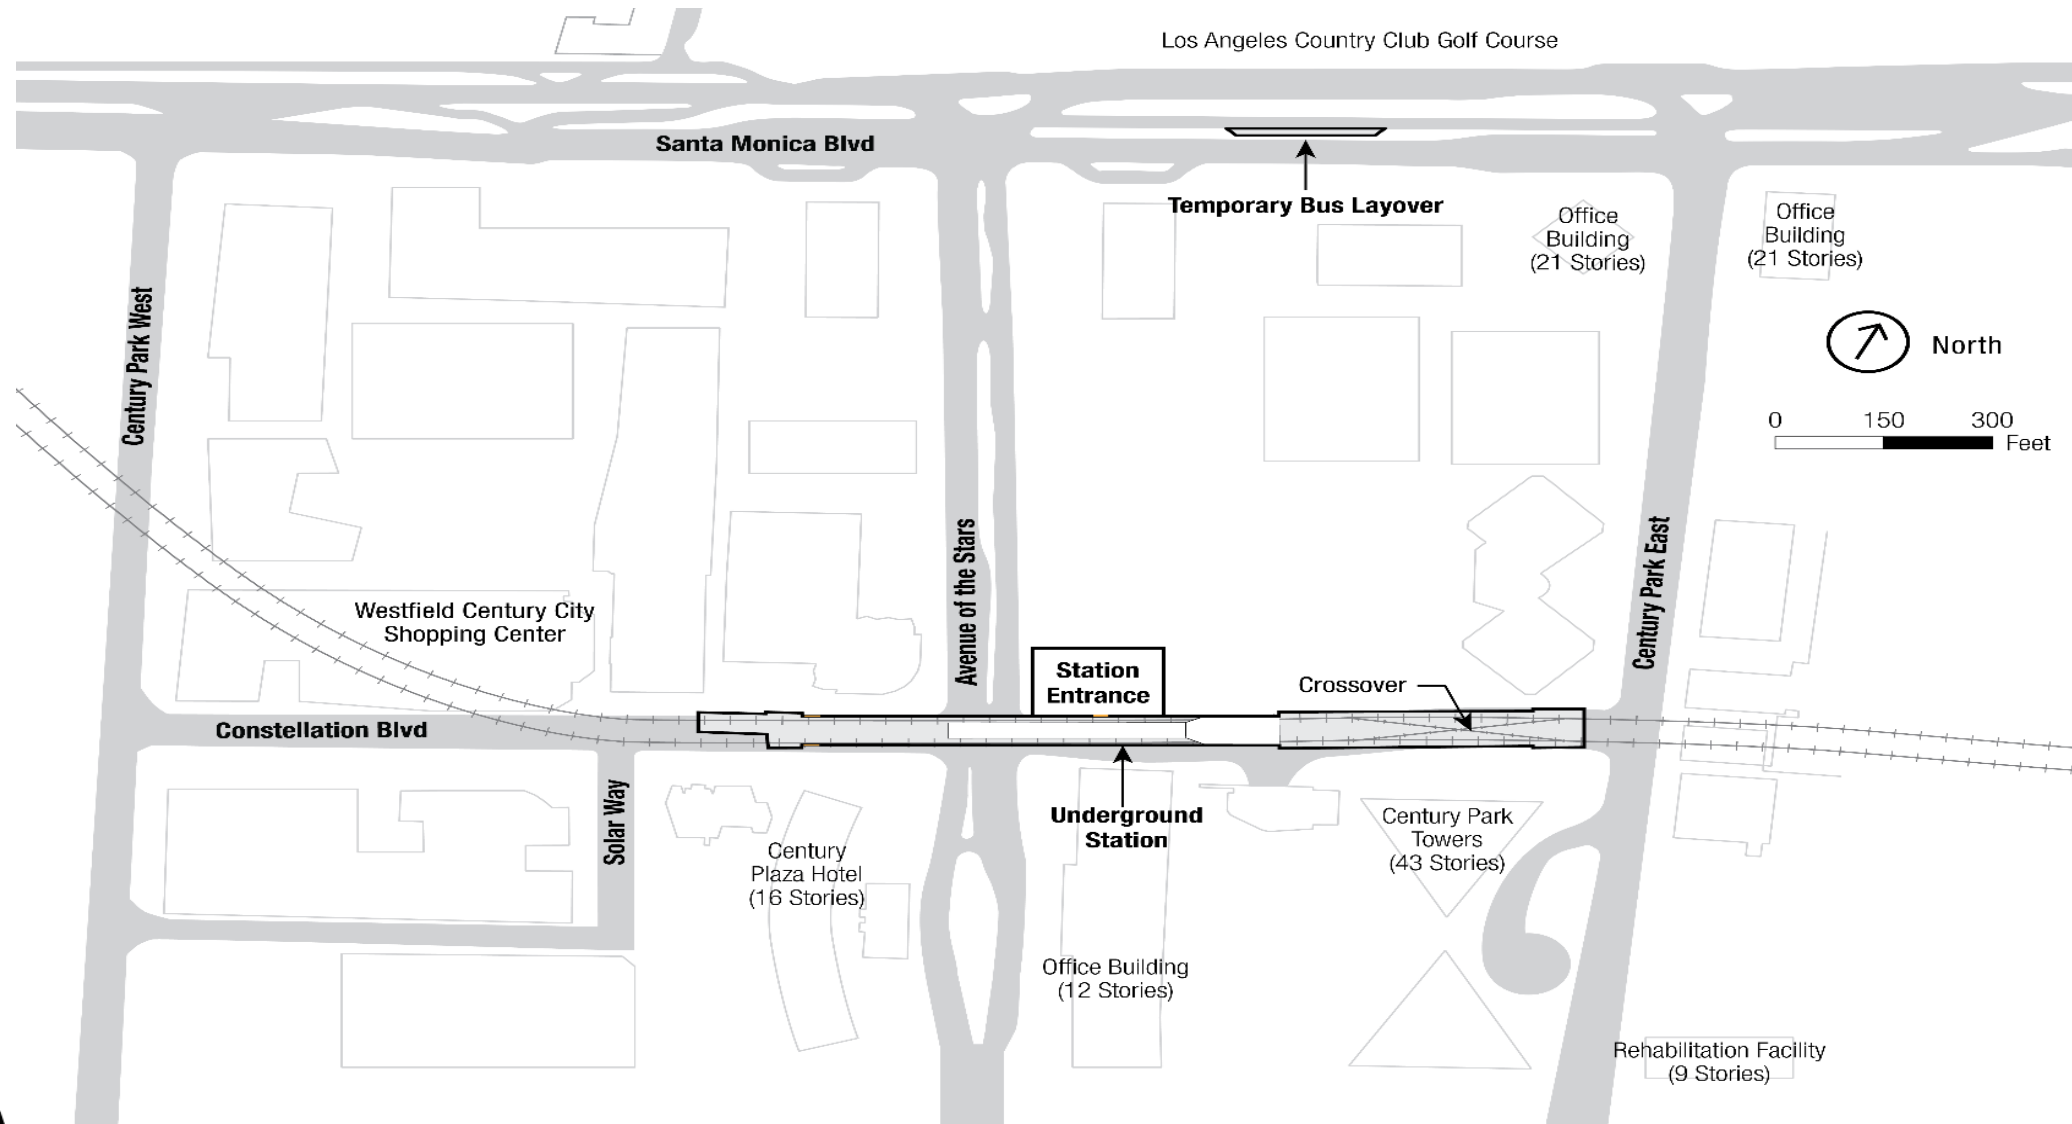 Los Angeles Country Club Golf Course
Santa Monica Blvd
Temporary Bus Layover
Office
Building
(21 Stories)
Office
Building
(21 Stories)
Century Park West
North
0 150 300
Feet
Avenue of the Stars
Century Park East
Westfield Century City
Shopping Center
Station
Entrance
Crossover
Constellation Blvd
Solar Way
Underground
Station
Century Park
Towers
(43 Stories)
Century
Plaza Hotel
(16 Stories)
Office Building
(12 Stories)
Rehabilitation Facility
(9 Stories)